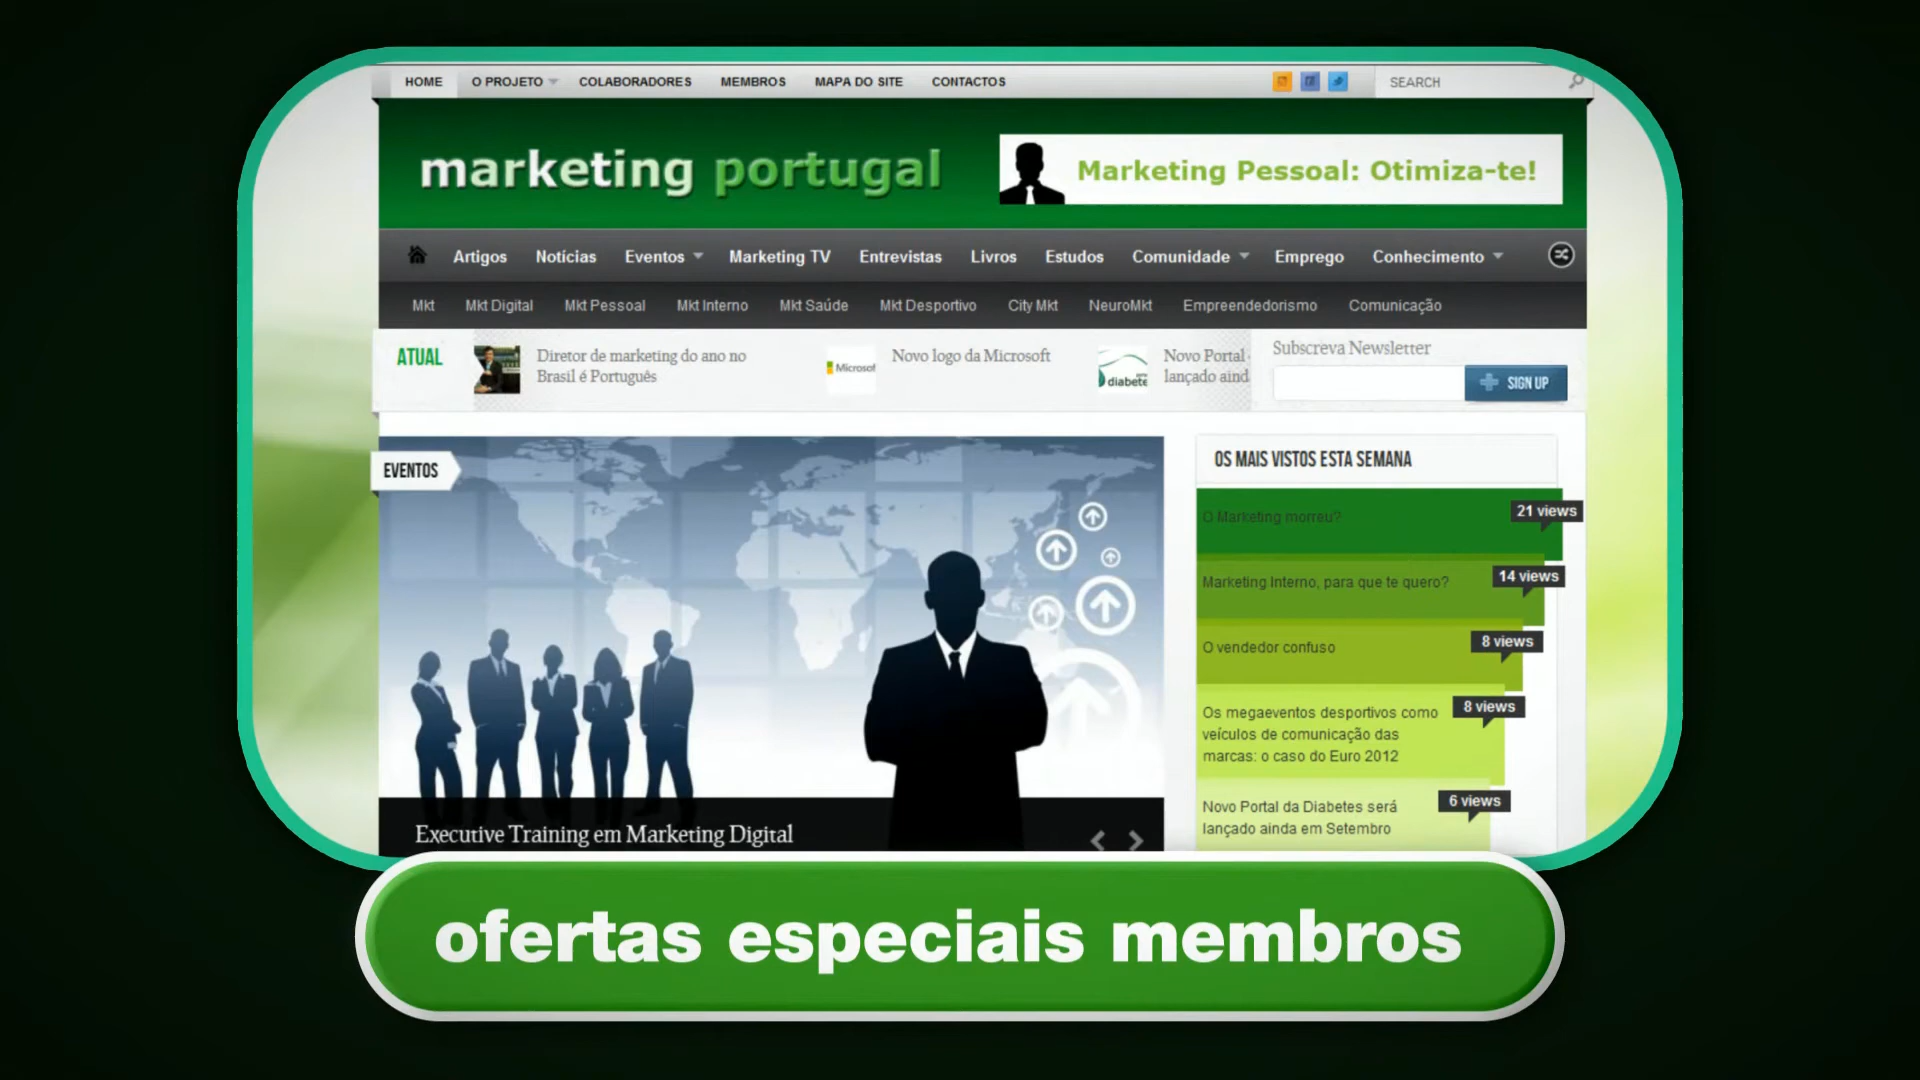 HOME O PROJETO COLABORADORES MEMBROS MAPA DO SITE CONTACTOS SEARCH
marketing portugal
Marketing Pessoal: Otimiza-te!
Artigos Notícias Eventos Marketing TV Entrevistas Livros Estudos Comunidade Emprego Conhecimento
Mkt Mkt Digital Mkt Pessoal Mkt Interno Mkt Saúde Mkt Desportivo City Mkt NeuroMkt Empreendedorismo Comunicação
ATUAL
Diretor de marketing do ano no
Brasil é Português
Microsof
Novo logo da Microsoft
diabete
Novo Portal
lançado aind
Subscreva Newsletter
SIGN UP
EVENTOS
Executive Training em Marketing Digital
OS MAIS VISTOS ESTA SEMANA
O Marketing morreu? 21 views
Marketing Interno, para que te quero? 14 views
O vendedor confuso 8 views
Os megaeventos desportivos como 8 views
veículos de comunicação das
marcas: o caso do Euro 2012
Novo Portal da Diabetes será 6 views
lançado ainda em Setembro
ofertas especiais membros